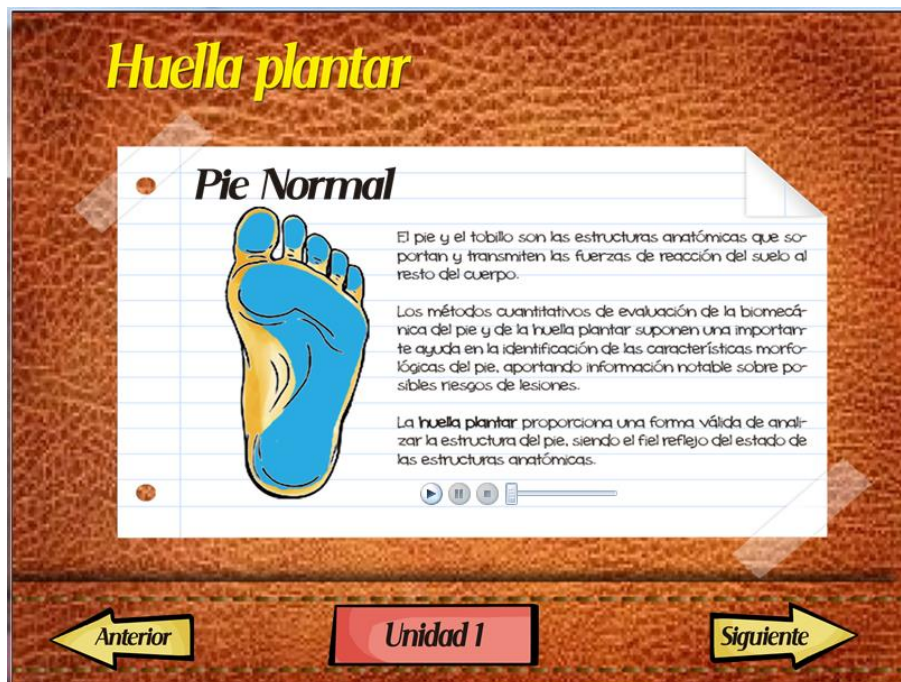 Huella plantar
Pie Normal
El pie y el tobillo son las estructuras anatómicas que so-
portan y transmiten las fuerzas de reacción del suelo al
resto del cuerpo.
Los métodos cuantitativos de evaluación de la biomecá-
nica del pie y de la huella plantar suponen una importan-
te ayuda en la identificación de las características morfo-
lógicas del pie, aportando información notable sobre po-
sibles riesgos de lesiones.
La huella plantar proporciona una forma válida de anali-
zar la estructura del pie, siendo el fiel reflejo del estado de
las estructuras anatómicas.
Anterior
Unidad 1
Siguiente